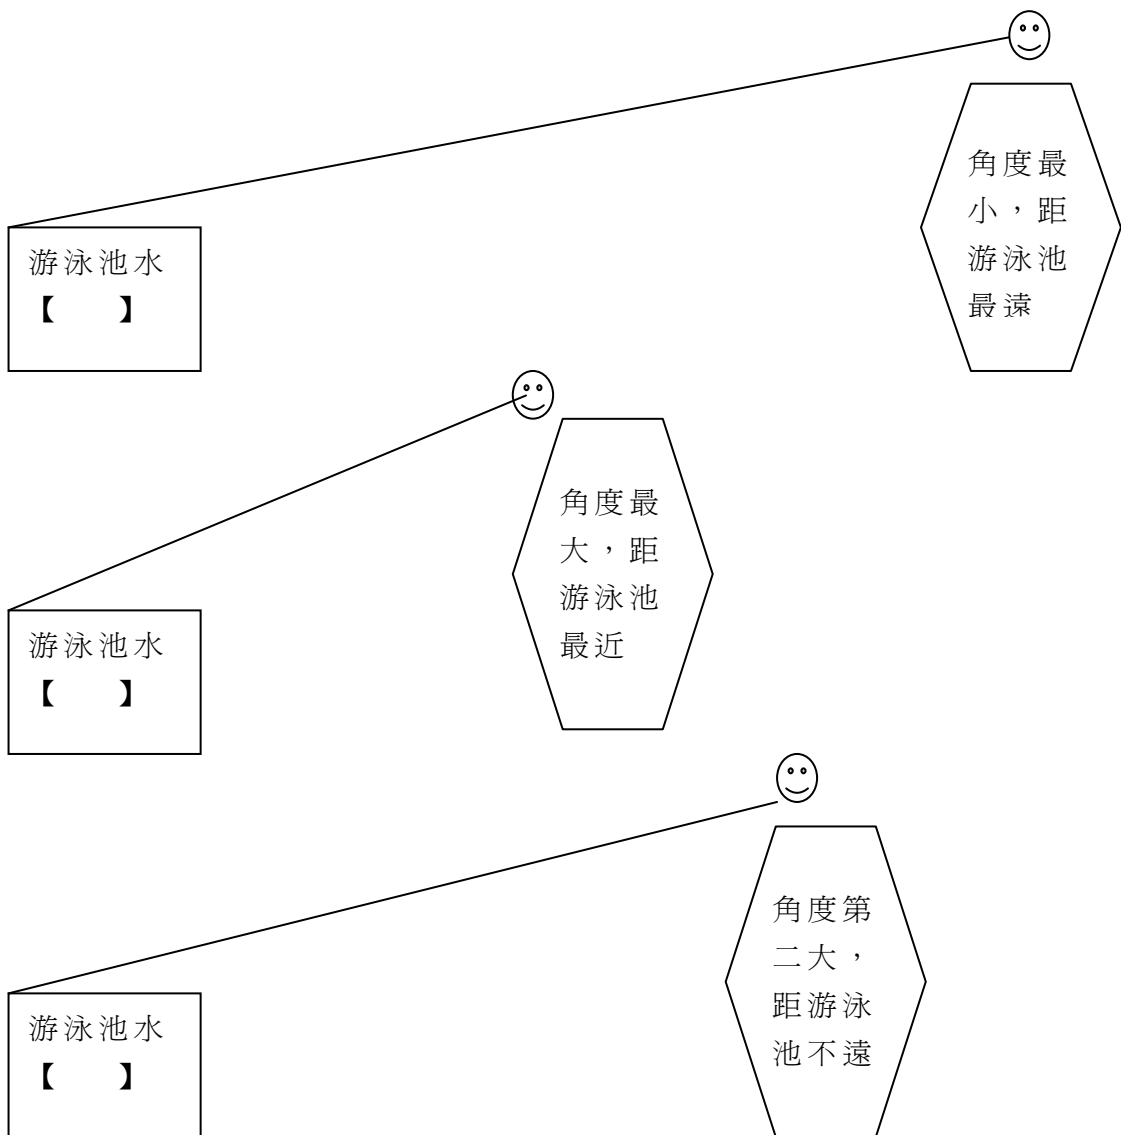 角度最
小，距
游泳池
最遠
游泳池水
【　　】
角度最
大，距
游泳池
最近
游泳池水
【　　】
角度第
二大，
距游泳
池不遠
游泳池水
【　　】